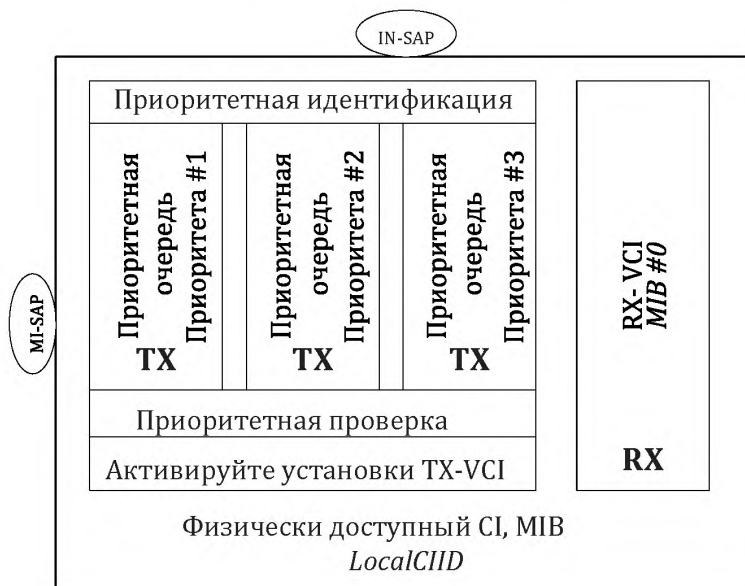 IN-SAP
MI-SAP
Приоритетная идентификация
Приоритетная
очередь
Приоритета #1
TX
Приоритетная
очередь
Приоритета #2
TX
Приоритетная
очередь
Приоритета #3
TX
RX- VCI
MIB #0
RX
Приоритетная проверка
Активируйте установки TX-VCI
Физически доступный CI, MIB
LocalCIID